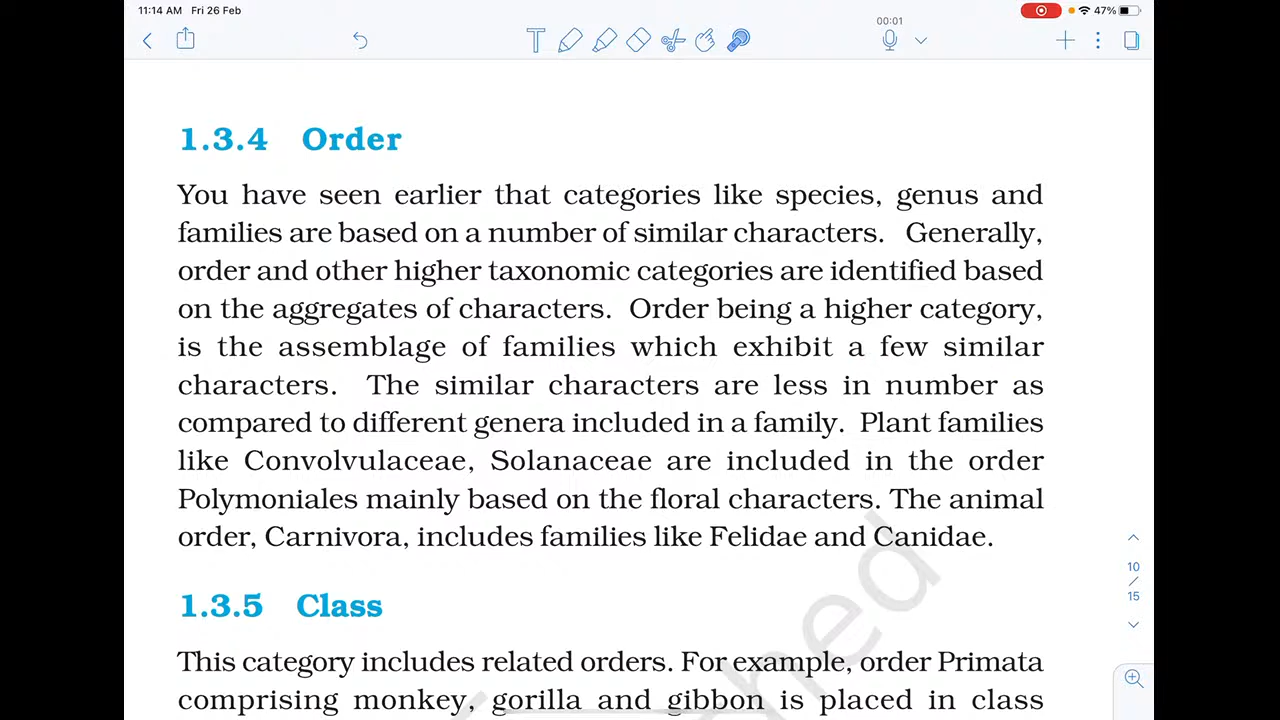 11:14 AM Fri 26 Feb
47%
00:01
1.3.4 Order
You have seen earlier that categories like species, genus and
families are based on a number of similar characters. Generally,
order and other higher taxonomic categories are identified based
on the aggregates of characters. Order being a higher category,
is the assemblage of families which exhibit a few similar
characters. The similar characters are less in number as
compared to different genera included in a family. Plant families
like Convolvulaceae, Solanaceae are included in the order
Polymoniales mainly based on the floral characters. The animal
order, Carnivora, includes families like Felidae and Canidae.
10
/
15
1.3.5 Class
This category includes related orders. For example, order Primata
comprising monkey, gorilla and gibbon is placed in class